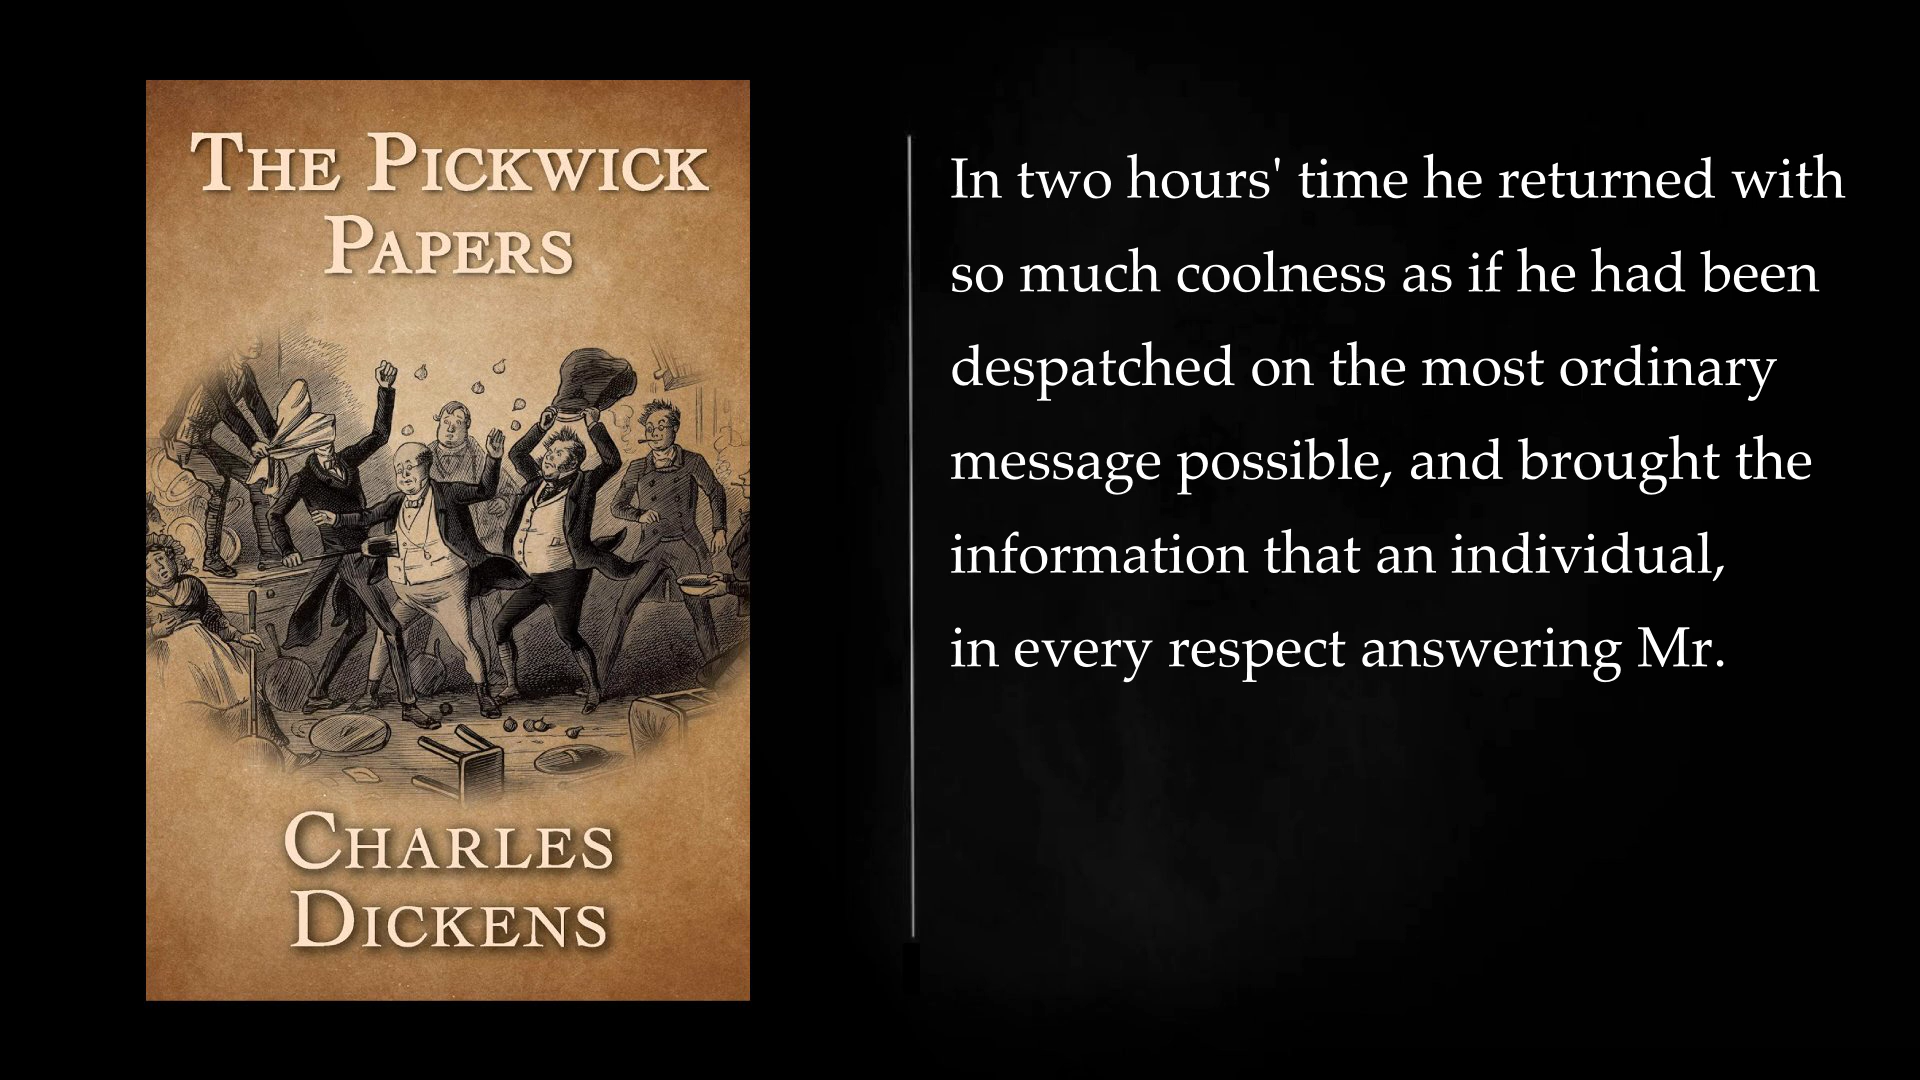 The Pickwick
Papers
Charles
Dickens
In two hours' time he returned with
so much coolness as if he had been
despatched on the most ordinary
message possible, and brought the
information that an individual,
in every respect answering Mr.